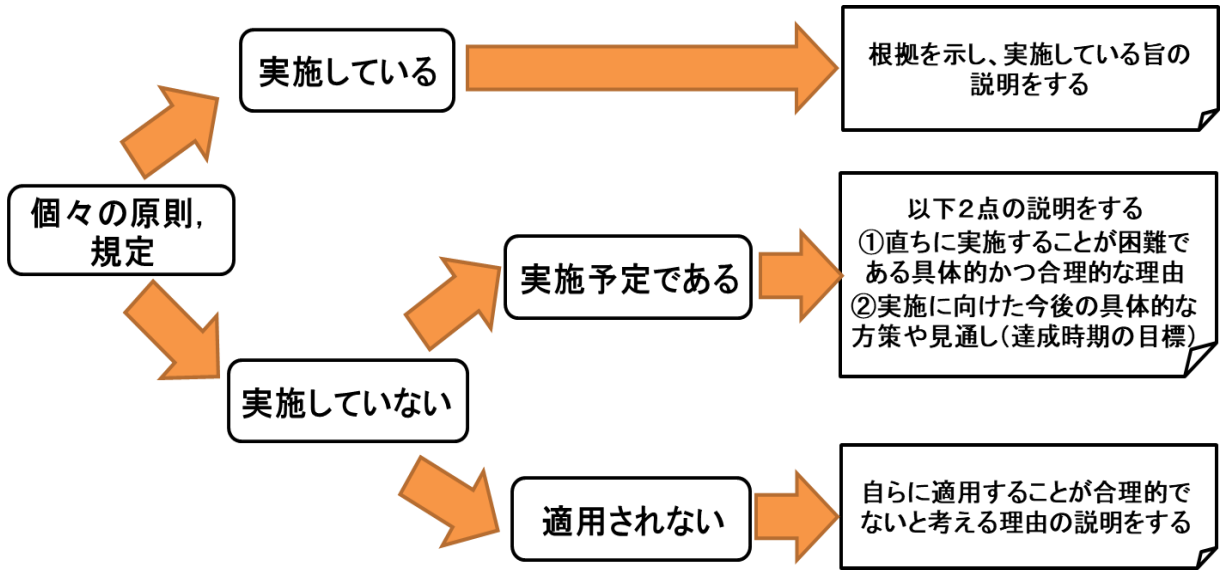 実施している
根拠を示し、実施している旨の
説明をする
個々の原則,
規定
実施予定である
以下2点の説明をする
①直ちに実施することが困難で
ある具体的かつ合理的な理由
②実施に向けた今後の具体的な
方策や見通し(達成時期の目標)
実施していない
適用されない
自らに適用することが合理的で
ないと考える理由の説明をする